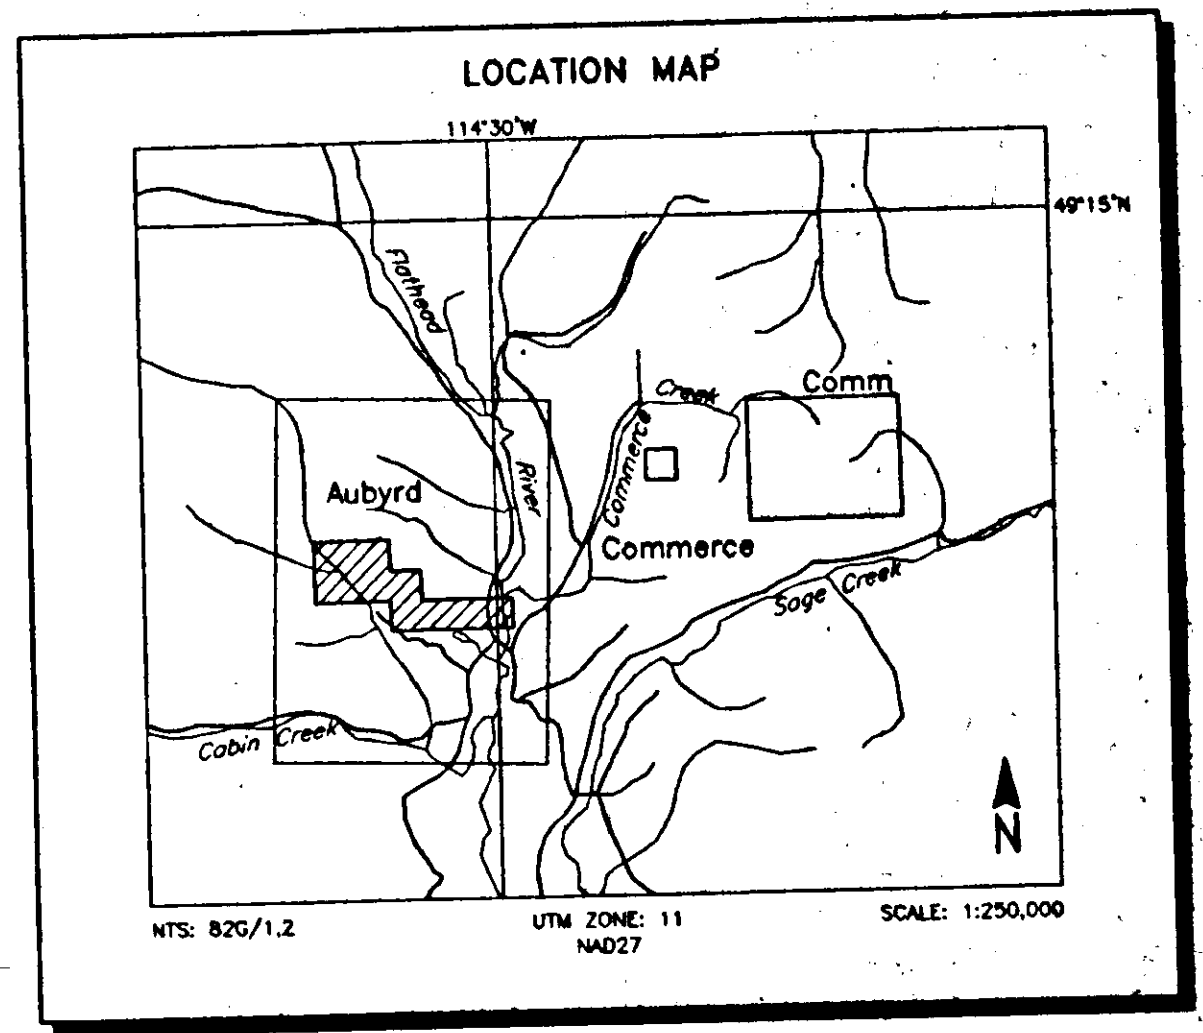 LOCATION MAP
114°30'W
49°15'N
Flathead
Creek
Comm
Commerce
River
Aubyrd
Commerce
Sage Creek
Cabin Creek
N
NTS: 82G/1,2
UTM ZONE: 11
SCALE: 1:250,000
NAD27